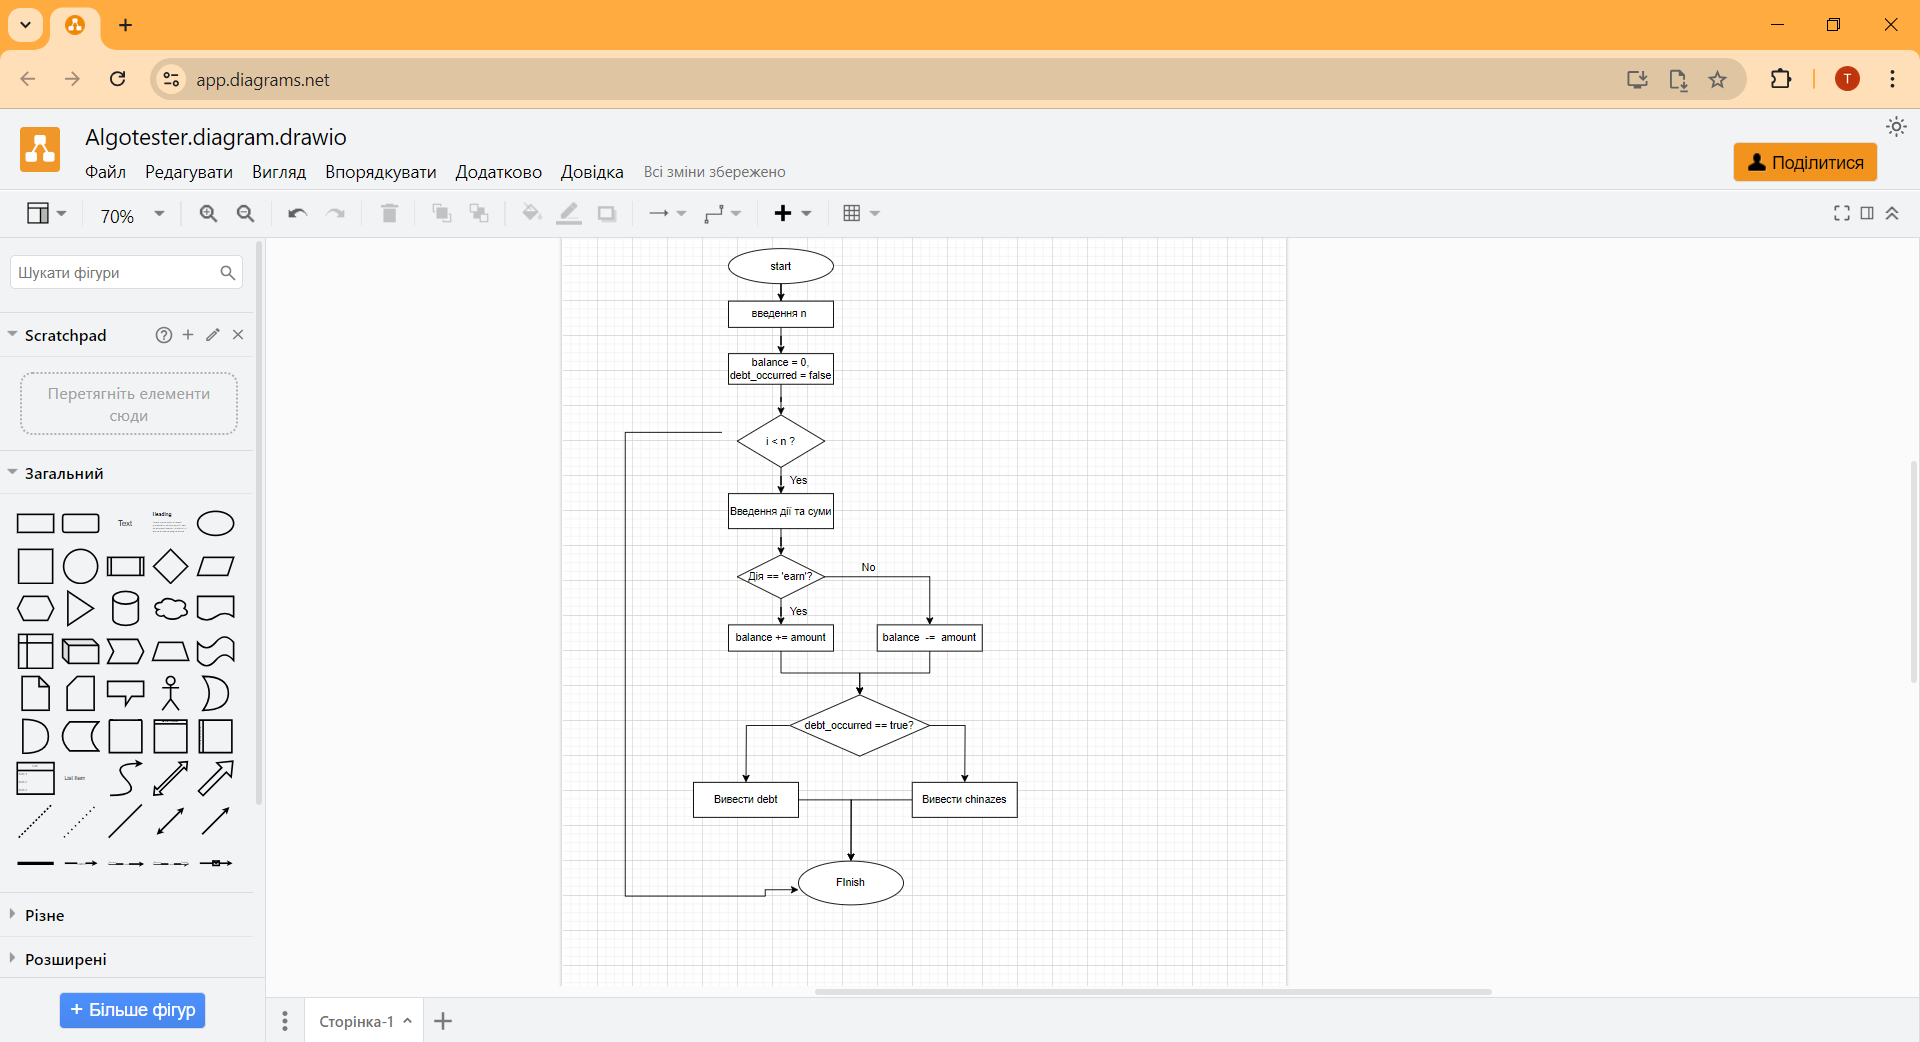 app.diagrams.net
T
Algotester.diagram.drawio
Файл Редагувати Вигляд Впорядкувати Додатково Довідка Всі зміни збережено
Поділитися
70%
Шукати фігури
Scratchpad
Перетягніть елементи
сюди
Загальний
Text
Heading
List Item
Різне
Розширені
+ Більше фігур
start
введення n
balance = 0,
debt_occurred = false
i < n ?
Yes
Введення дії та суми
Дія == 'earn'?
No
Yes
balance += amount
balance -= amount
debt_occurred == true?
Вивести debt
Вивести chinazes
FInish
Сторінка-1